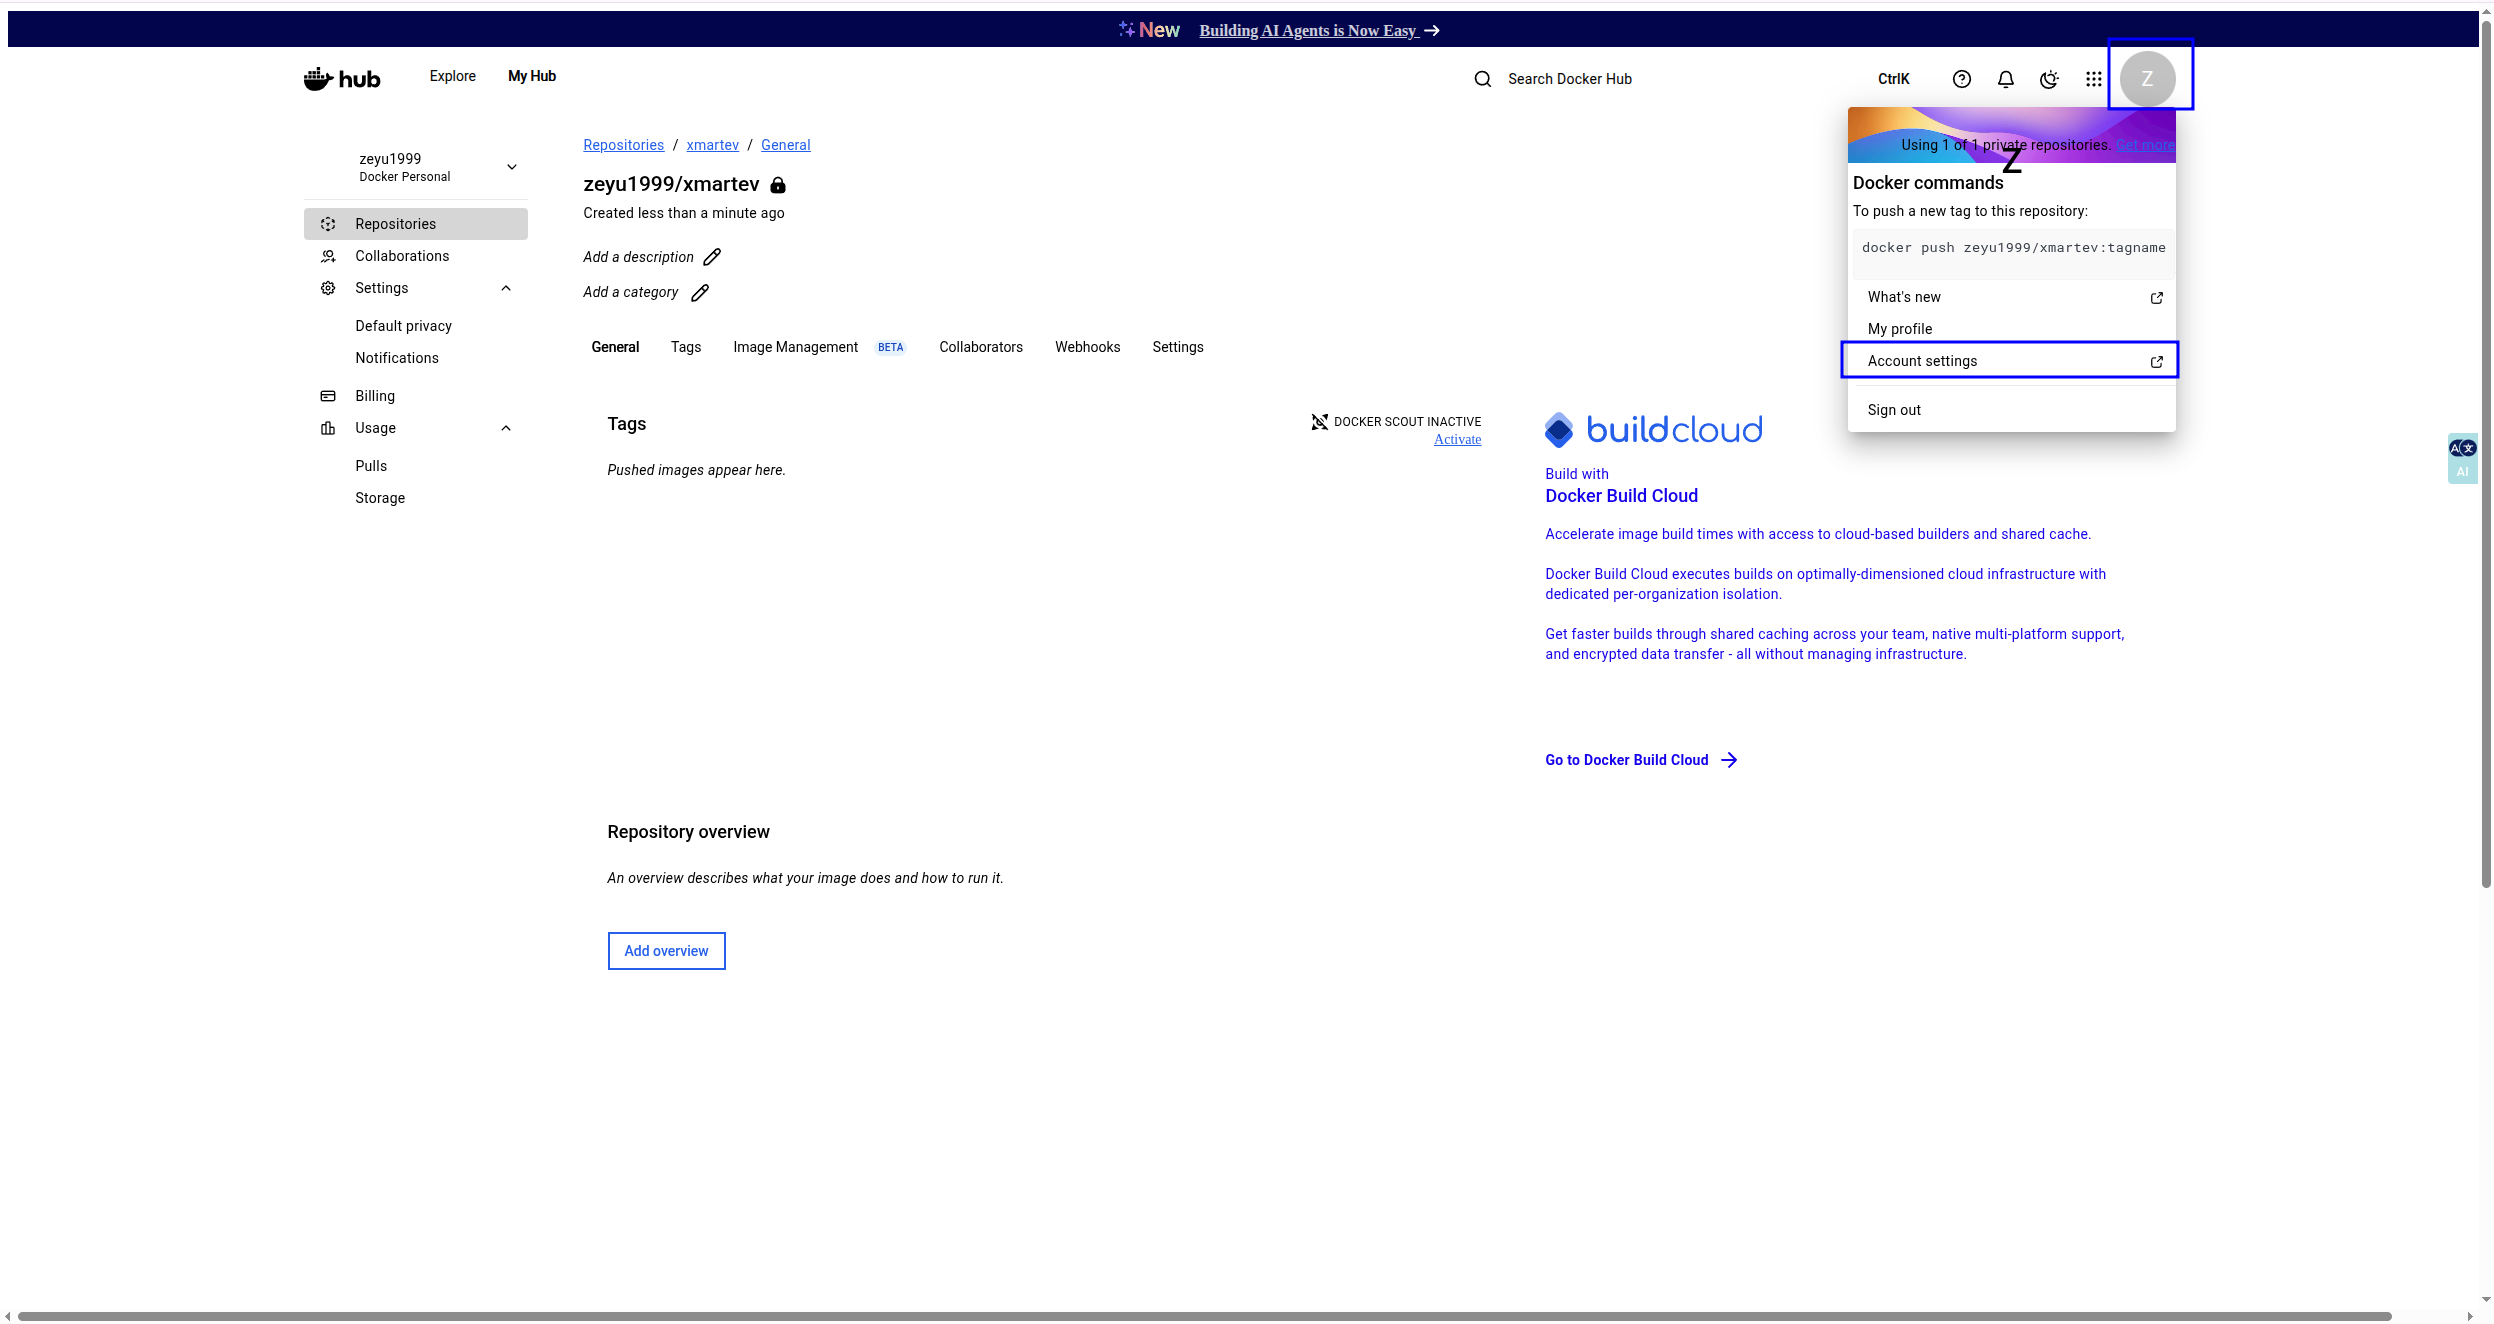 New Building AI Agents is Now Easy
hub
Explore
My Hub
Search Docker Hub
CtrlK
Z
zeyu1999
Docker Personal
Repositories
Collaborations
Settings
Default privacy
Notifications
Billing
Usage
Pulls
Storage
Repositories / xmartev / General
zeyu1999/xmartev
Created less than a minute ago
Add a description
Add a category
General
Tags
Image Management BETA
Collaborators
Webhooks
Settings
Using 1 of 1 private repositories. Get more
Z
Docker commands
To push a new tag to this repository:
docker push zeyu1999/xmartev:tagname
What's new
My profile
Account settings
Sign out
Tags
DOCKER SCOUT INACTIVE
Activate
Pushed images appear here.
buildcloud
Build with
Docker Build Cloud
Accelerate image build times with access to cloud-based builders and shared cache.
Docker Build Cloud executes builds on optimally-dimensioned cloud infrastructure with
dedicated per-organization isolation.
Get faster builds through shared caching across your team, native multi-platform support,
and encrypted data transfer - all without managing infrastructure.
Go to Docker Build Cloud
Repository overview
An overview describes what your image does and how to run it.
Add overview
A文
AI